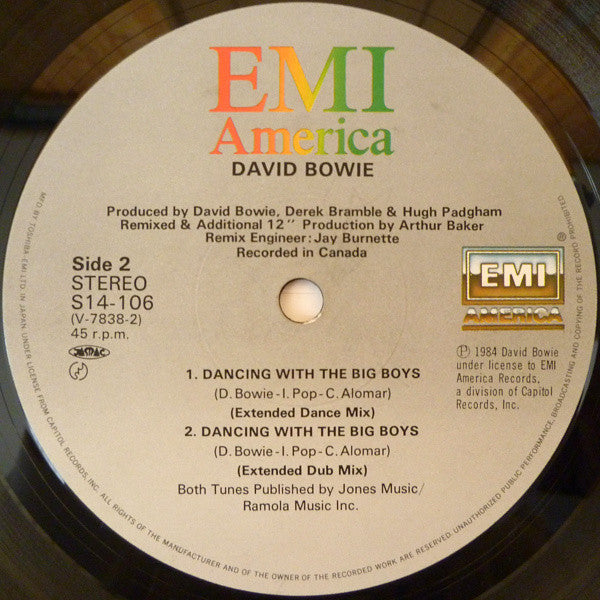 EMI
America
DAVID BOWIE
Produced by David Bowie, Derek Bramble & Hugh Padgham
Remixed & Additional 12" Production by Arthur Baker
Remix Engineer: Jay Burnette
Recorded in Canada
Side 2
STEREO
S14-106
(V-7838-2)
45 r.p.m.
JASRAC
EMI
AMERICA
Ⓟ 1984 David Bowie
under license to EMI
America Records,
a division of Capitol
Records, Inc.
1. DANCING WITH THE BIG BOYS
(D. Bowie-I. Pop-C. Alomar)
(Extended Dance Mix)
2. DANCING WITH THE BIG BOYS
(D. Bowie-I. Pop-C. Alomar)
(Extended Dub Mix)
Both Tunes Published by Jones Music/
Ramola Music Inc.
MFD BY TOSHIBA-EMI LTD. IN JAPAN UNDER LICENSE FROM CAPITOL RECORDS, INC. ALL RIGHTS OF THE MANUFACTURER AND OF THE OWNER OF THE RECORDED WORK RESERVED. UNAUTHORIZED PUBLIC PERFORMANCE, BROADCASTING AND COPYING OF THE RECORD PROHIBITED
Ⓟ